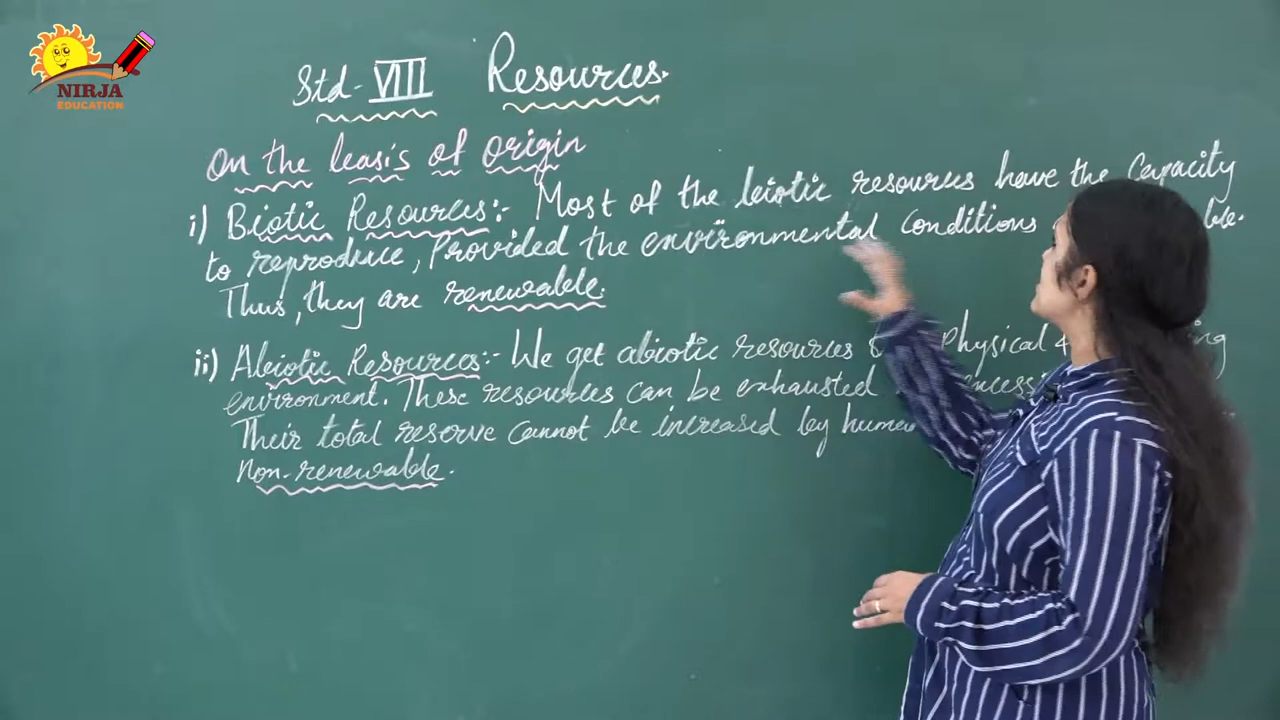 NIRJA
EDUCATION
Std- VIII Resources.
On the basis of origin
i) Biotic Resources:- Most of the biotic resources have the capacity
to reproduce, Provided the environmental conditions
Thus, they are renewable.
ii) Abiotic Resources:- We get abiotic resources physical &
environment. These resources can be exhausted
Their total reserve cannot be increased by human
Non-renewable.